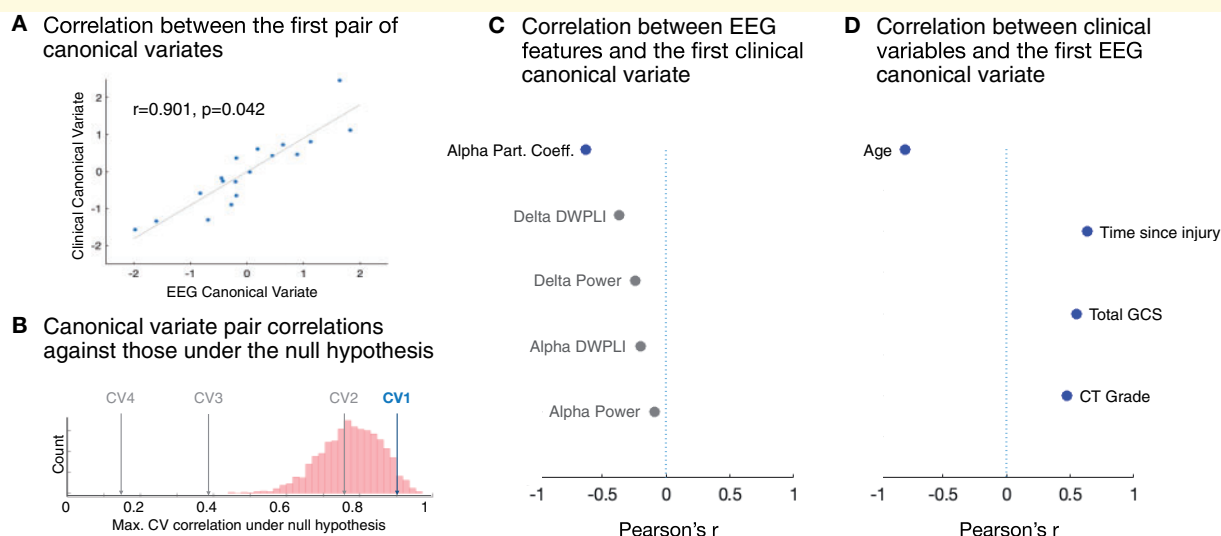 A Correlation between the first pair of
canonical variates
r=0.901, p=0.042
Clinical Canonical Variate
2
1
0
-1
-2
-2 -1 0 1 2
EEG Canonical Variate
B Canonical variate pair correlations
against those under the null hypothesis
CV4 CV3 CV2 CV1
Count
0 0.2 0.4 0.6 0.8 1
Max. CV correlation under null hypothesis
C Correlation between EEG
features and the first clinical
canonical variate
Alpha Part. Coeff.
Delta DWPLI
Delta Power
Alpha DWPLI
Alpha Power
-1 -0.5 0 0.5 1
Pearson's r
D Correlation between clinical
variables and the first EEG
canonical variate
Age
Time since injury
Total GCS
CT Grade
-1 -0.5 0 0.5 1
Pearson's r